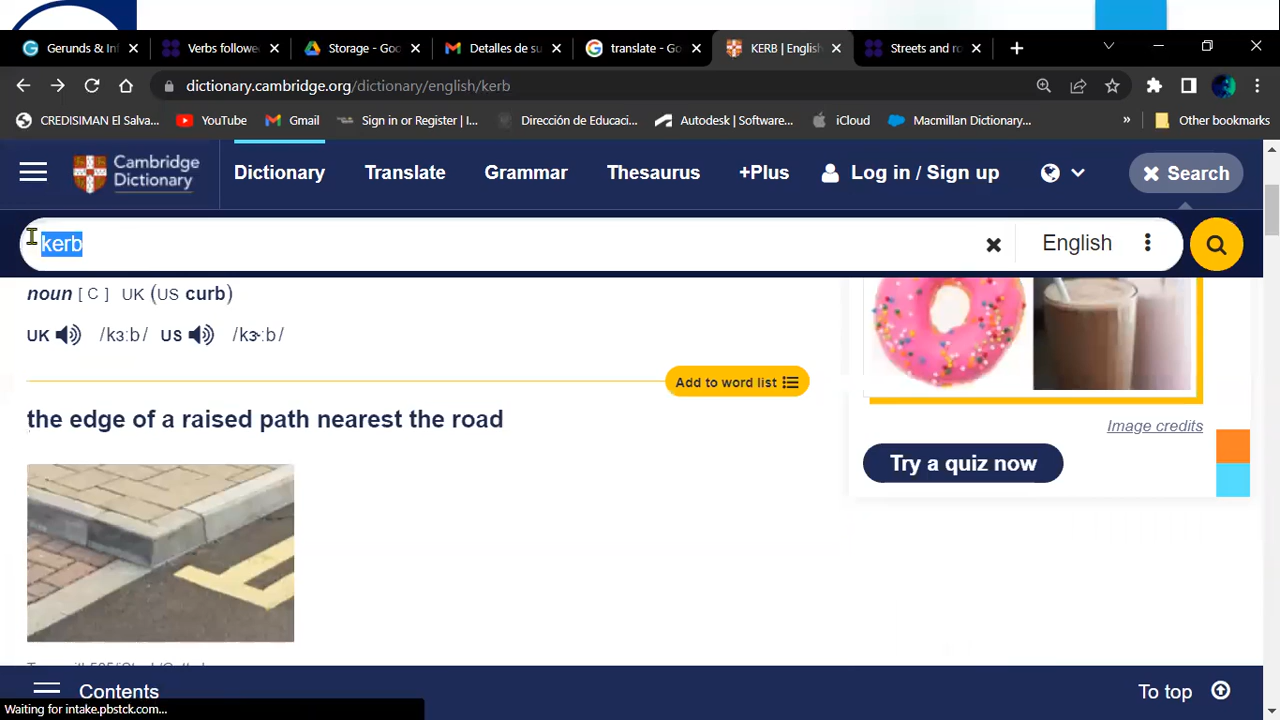 Gerunds & Inf
Verbs followe
Storage - Goo
Detalles de su
translate - Go
KERB | English
Streets and ro
dictionary.cambridge.org/dictionary/english/kerb
CREDISIMAN El Salva...
YouTube
Gmail
Sign in or Register | I...
Dirección de Educaci...
Autodesk | Software...
iCloud
Macmillan Dictionary...
»
Other bookmarks
Cambridge
Dictionary
Dictionary
Translate
Grammar
Thesaurus
+Plus
Log in / Sign up
Search
kerb
English
noun [ C ] UK (US curb)
UK /kɜːb/ US /kɝːb/
Add to word list
the edge of a raised path nearest the road
Image credits
Try a quiz now
Contents
To top
Waiting for intake.pbstck.com...